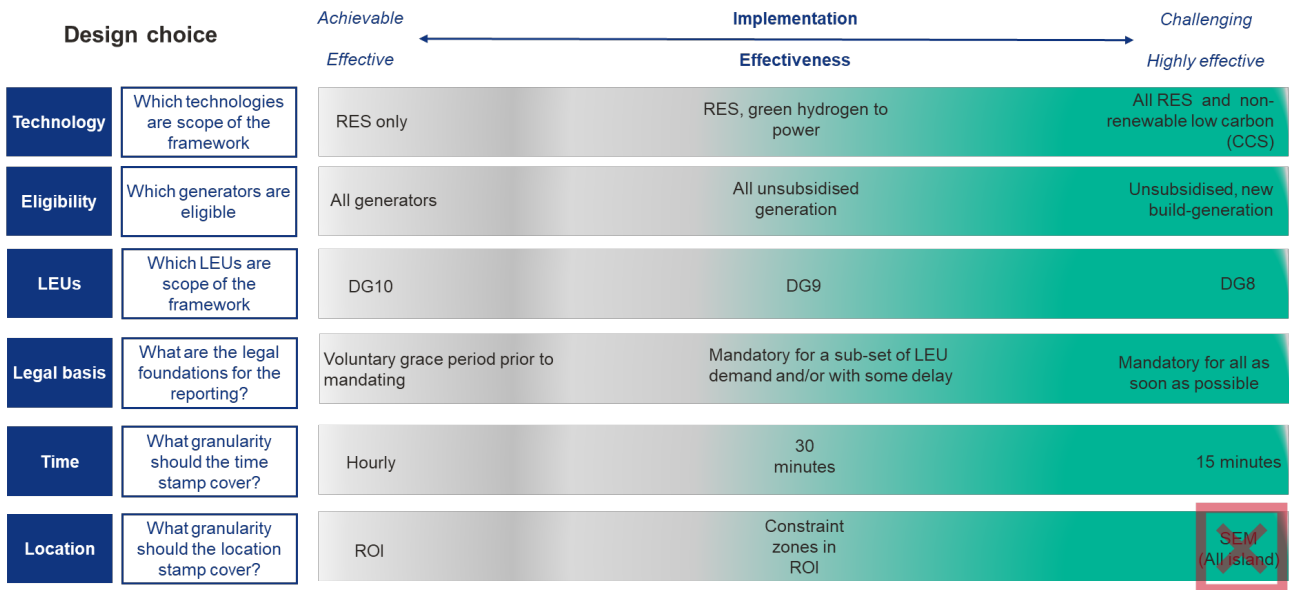 Design choice
Achievable
Implementation
Challenging
Effective
Effectiveness
Highly effective
Technology
Which technologies
are scope of the
framework
RES only
RES, green hydrogen to
power
All RES and non-
renewable low carbon
(CCS)
Eligibility
Which generators are
eligible
All generators
All unsubsidised
generation
Unsubsidised, new
build-generation
LEUs
Which LEUs are
scope of the
framework
DG10
DG9
DG8
Legal basis
What are the legal
foundations for the
reporting?
Voluntary grace period prior to
mandating
Mandatory for a sub-set of LEU
demand and/or with some delay
Mandatory for all as
soon as possible
Time
What granularity
should the time
stamp cover?
Hourly
30
minutes
15 minutes
Location
What granularity
should the location
stamp cover?
ROI
Constraint
zones in
ROI
SEM
(All island)